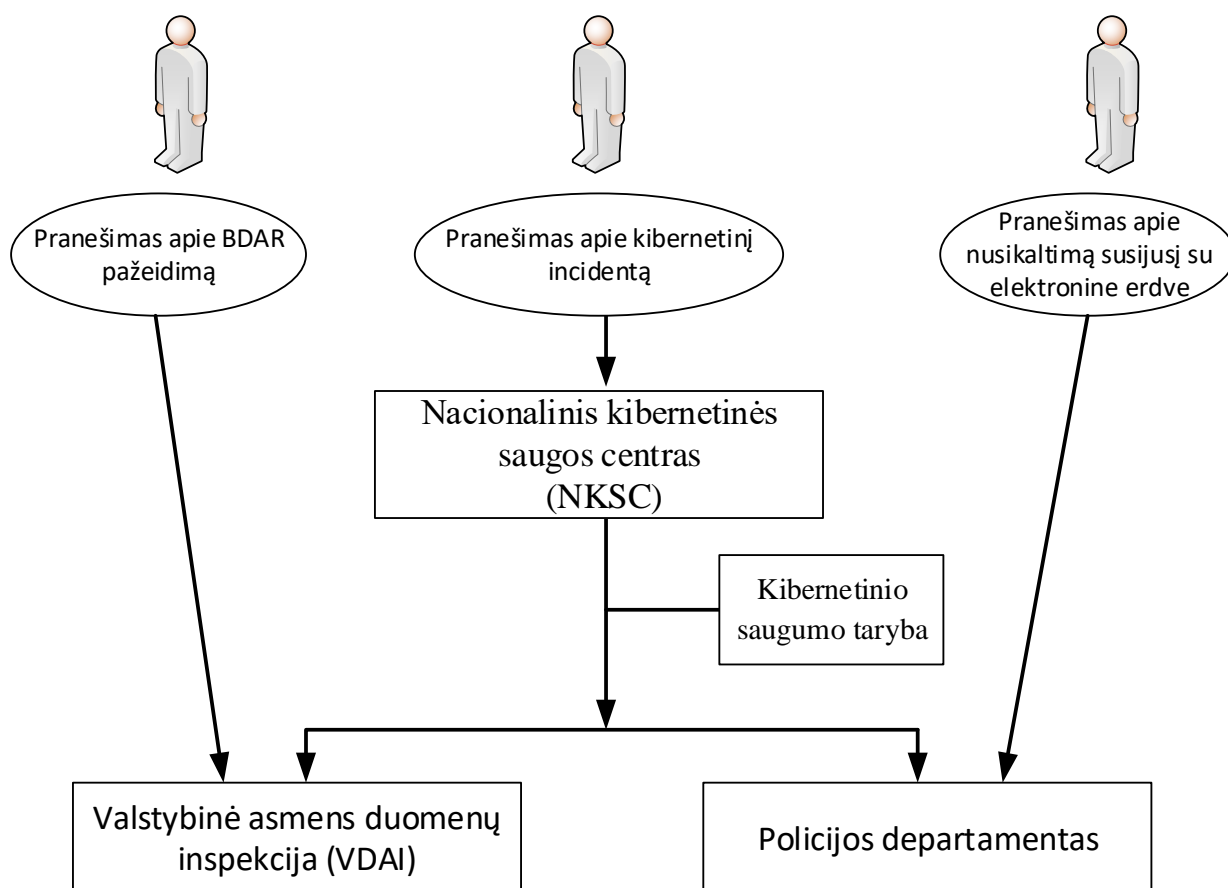 Pranešimas apie BDAR
pažeidimą
Pranešimas apie kibernetinį
incidentą
Pranešimas apie
nusikaltimą susijusį su
elektronine erdve
Nacionalinis kibernetinės
saugos centras
(NKSC)
Kibernetinio
saugumo taryba
Valstybinė asmens duomenų
inspekcija (VDAI)
Policijos departamentas